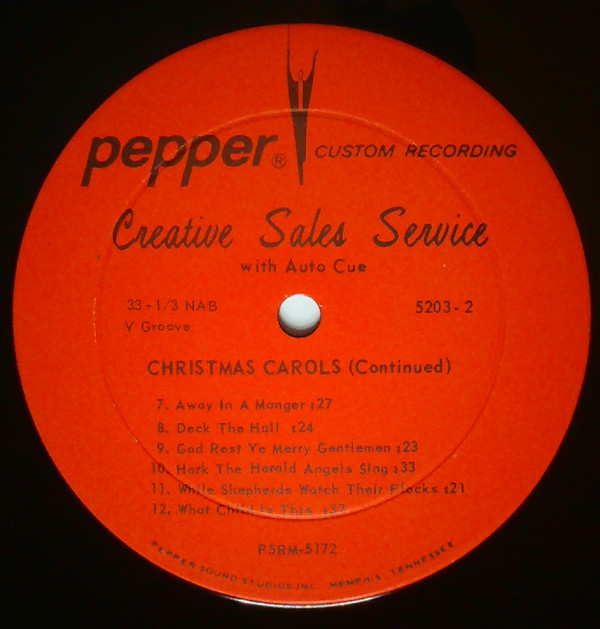 pepper® CUSTOM RECORDING
Creative Sales Service
with Auto Cue
33-1/3 NAB
V Groove
5203-2
CHRISTMAS CAROLS (Continued)
7. Away In A Manger :27
8. Deck The Hall :24
9. God Rest Ye Merry Gentlemen :23
10. Hark The Herald Angels Sing :33
11. While Shepherds Watch Their Flocks :21
12. What Child Is This :37
PSRM-5172
PEPPER SOUND STUDIOS INC. MEMPHIS, TENNESSEE